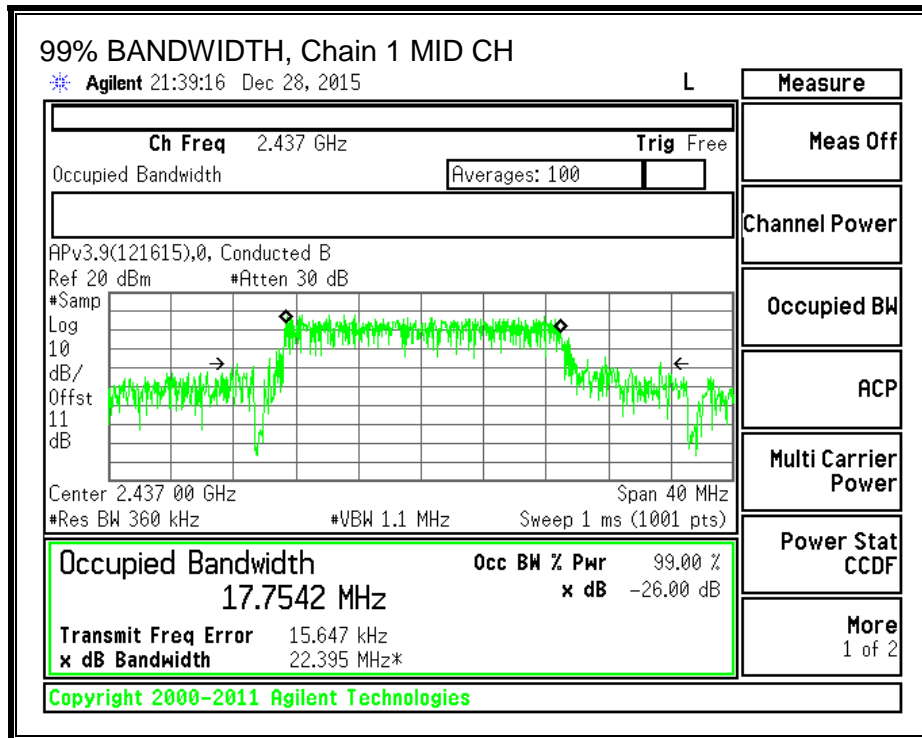 99% BANDWIDTH, Chain 1 MID CH
Agilent 21:39:16 Dec 28, 2015 L
Measure
Ch Freq 2.437 GHz Trig Free
Meas Off
Occupied Bandwidth Averages: 100
Channel Power
APv3.9(121615),0, Conducted B
Ref 20 dBm #Atten 30 dB
#Samp
Log
10
dB/
Offst
11
dB
Occupied BW
ACP
Multi Carrier
Power
Center 2.437 00 GHz Span 40 MHz
#Res BW 360 kHz #VBW 1.1 MHz Sweep 1 ms (1001 pts)
Power Stat
CCDF
Occupied Bandwidth Occ BW % Pwr 99.00 %
17.7542 MHz x dB -26.00 dB
Transmit Freq Error 15.647 kHz
x dB Bandwidth 22.395 MHz*
More
1 of 2
Copyright 2000-2011 Agilent Technologies